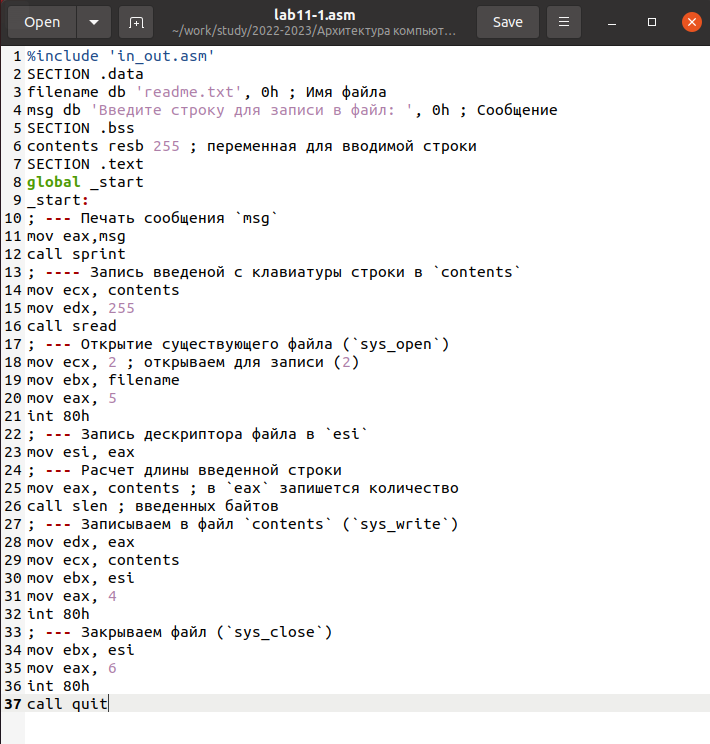 Open
lab11-1.asm
~/work/study/2022-2023/Архитектура компьют...
Save
1 %include 'in_out.asm'
2 SECTION .data
3 filename db 'readme.txt', 0h ; Имя файла
4 msg db 'Введите строку для записи в файл: ', 0h ; Сообщение
5 SECTION .bss
6 contents resb 255 ; переменная для вводимой строки
7 SECTION .text
8 global _start
9 _start:
10 ; --- Печать сообщения `msg`
11 mov eax,msg
12 call sprint
13 ; ---- Запись введеной с клавиатуры строки в `contents`
14 mov ecx, contents
15 mov edx, 255
16 call sread
17 ; --- Открытие существующего файла (`sys_open`)
18 mov ecx, 2 ; открываем для записи (2)
19 mov ebx, filename
20 mov eax, 5
21 int 80h
22 ; --- Запись дескриптора файла в `esi`
23 mov esi, eax
24 ; --- Расчет длины введенной строки
25 mov eax, contents ; в `eax` запишется количество
26 call slen ; введенных байтов
27 ; --- Записываем в файл `contents` (`sys_write`)
28 mov edx, eax
29 mov ecx, contents
30 mov ebx, esi
31 mov eax, 4
32 int 80h
33 ; --- Закрываем файл (`sys_close`)
34 mov ebx, esi
35 mov eax, 6
36 int 80h
37 call quit